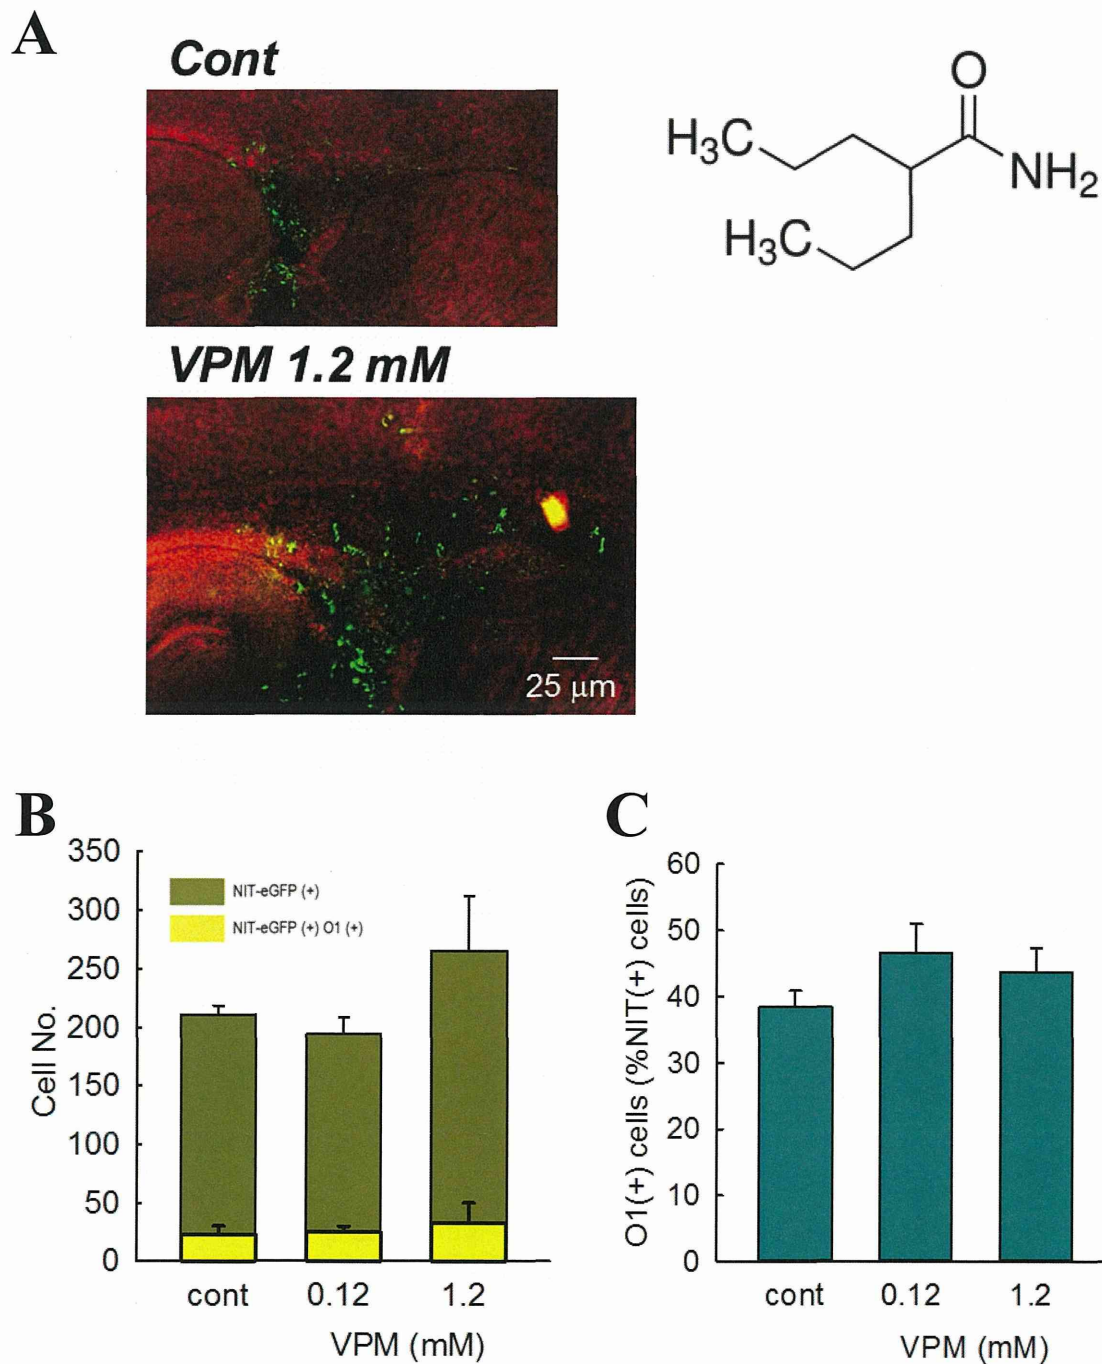 A
Cont
VPM 1.2 mM
25 μm
O
H₃C
NH₂
H₃C
B
350
300
250
200
150
100
50
0
Cell No.
NIT-eGFP (+)
NIT-eGFP (+) O1 (+)
cont 0.12 1.2
VPM (mM)
C
60
50
40
30
20
10
0
O1(+) cells (%NIT(+) cells)
cont 0.12 1.2
VPM (mM)